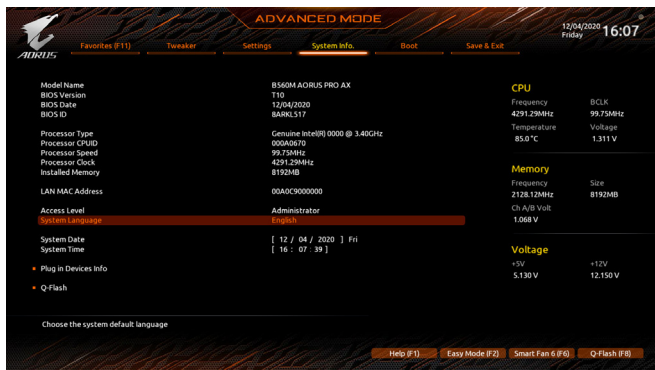 ADVANCED MODE
12/04/2020 Friday 16:07
AORUS
Favorites (F11) Tweaker Settings System Info. Boot Save & Exit
Model Name B560M AORUS PRO AX
BIOS Version T10
BIOS Date 12/04/2020
BIOS ID 8ARKL517
Processor Type Genuine Intel(R) 0000 @ 3.40GHz
Processor CPUID 000A0670
Processor Speed 99.75MHz
Processor Clock 4291.29MHz
Installed Memory 8192MB
LAN MAC Address 00A0C9000000
Access Level Administrator
System Language English
System Date [ 12 / 04 / 2020 ] Fri
System Time [ 16 : 07 : 39 ]
Plug in Devices Info
Q-Flash
Choose the system default language
CPU
Frequency BCLK
4291.29MHz 99.75MHz
Temperature Voltage
85.0 °C 1.311 V
Memory
Frequency Size
2128.12MHz 8192MB
Ch A/B Volt
1.068 V
Voltage
+5V +12V
5.130 V 12.150 V
Help (F1) Easy Mode (F2) Smart Fan 6 (F6) Q-Flash (F8)